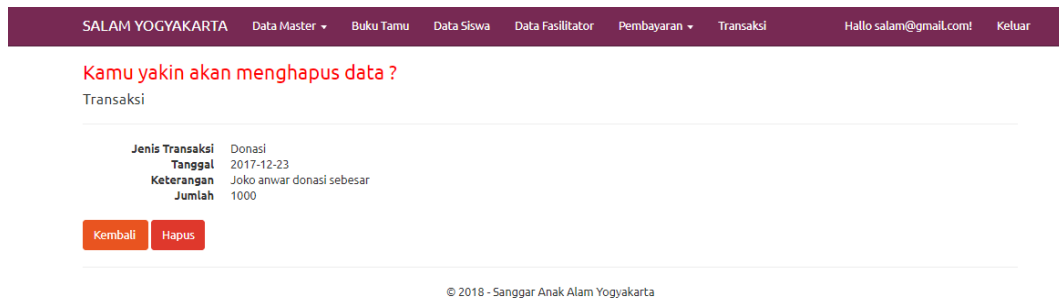 SALAM YOGYAKARTA Data Master Buku Tamu Data Siswa Data Fasilitator Pembayaran Transaksi Hallo salam@gmail.com! Keluar
Kamu yakin akan menghapus data ?
Transaksi
Jenis Transaksi Donasi
Tanggal 2017-12-23
Keterangan Joko anwar donasi sebesar
Jumlah 1000
Kembali Hapus
© 2018 - Sanggar Anak Alam Yogyakarta